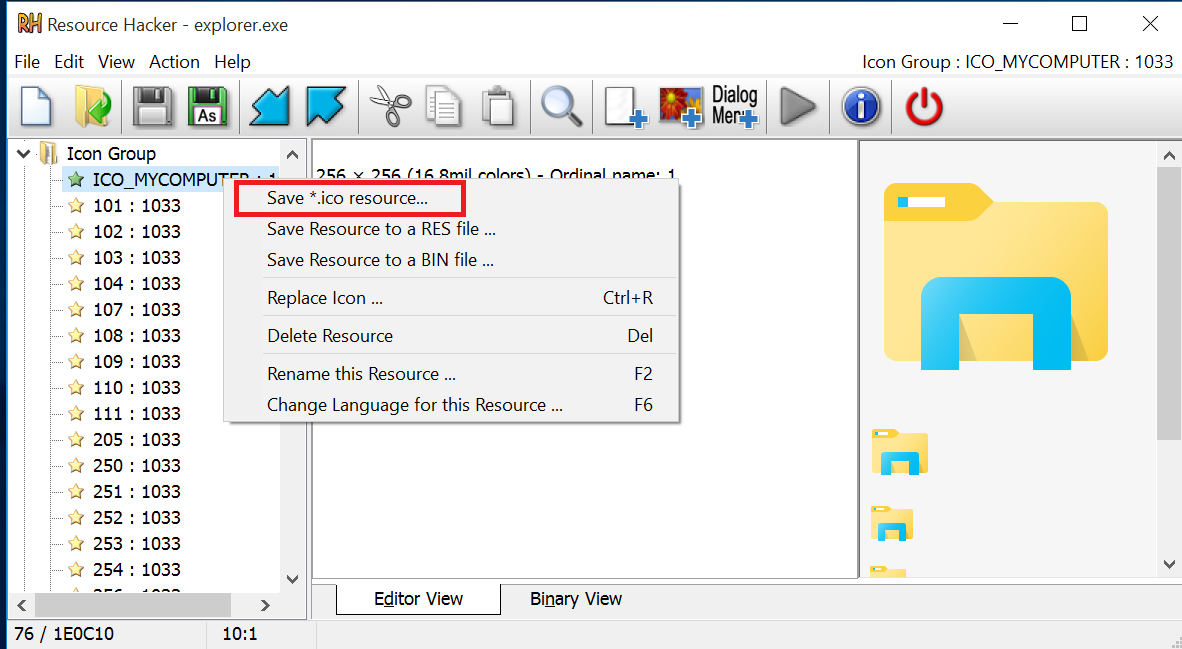 RH Resource Hacker - explorer.exe
File Edit View Action Help
Icon Group : ICO_MYCOMPUTER : 1033
As
Dialog
Menu
Icon Group
ICO_MYCOMPUTER : 1
101 : 1033
102 : 1033
103 : 1033
104 : 1033
107 : 1033
108 : 1033
109 : 1033
110 : 1033
111 : 1033
205 : 1033
250 : 1033
251 : 1033
252 : 1033
253 : 1033
254 : 1033
256 × 256 (16.8mil colors) - Ordinal name: 1
Save *.ico resource...
Save Resource to a RES file ...
Save Resource to a BIN file ...
Replace Icon ... Ctrl+R
Delete Resource Del
Rename this Resource ... F2
Change Language for this Resource ... F6
Editor View Binary View
76 / 1E0C10 10:1